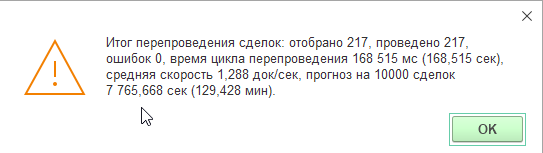 Итог перепроведения сделок: отобрано 217, проведено 217,
ошибок 0, время цикла перепроведения 168 515 мс (168,515 сек),
средняя скорость 1,288 док/сек, прогноз на 10000 сделок
7 765,668 сек (129,428 мин).
OK